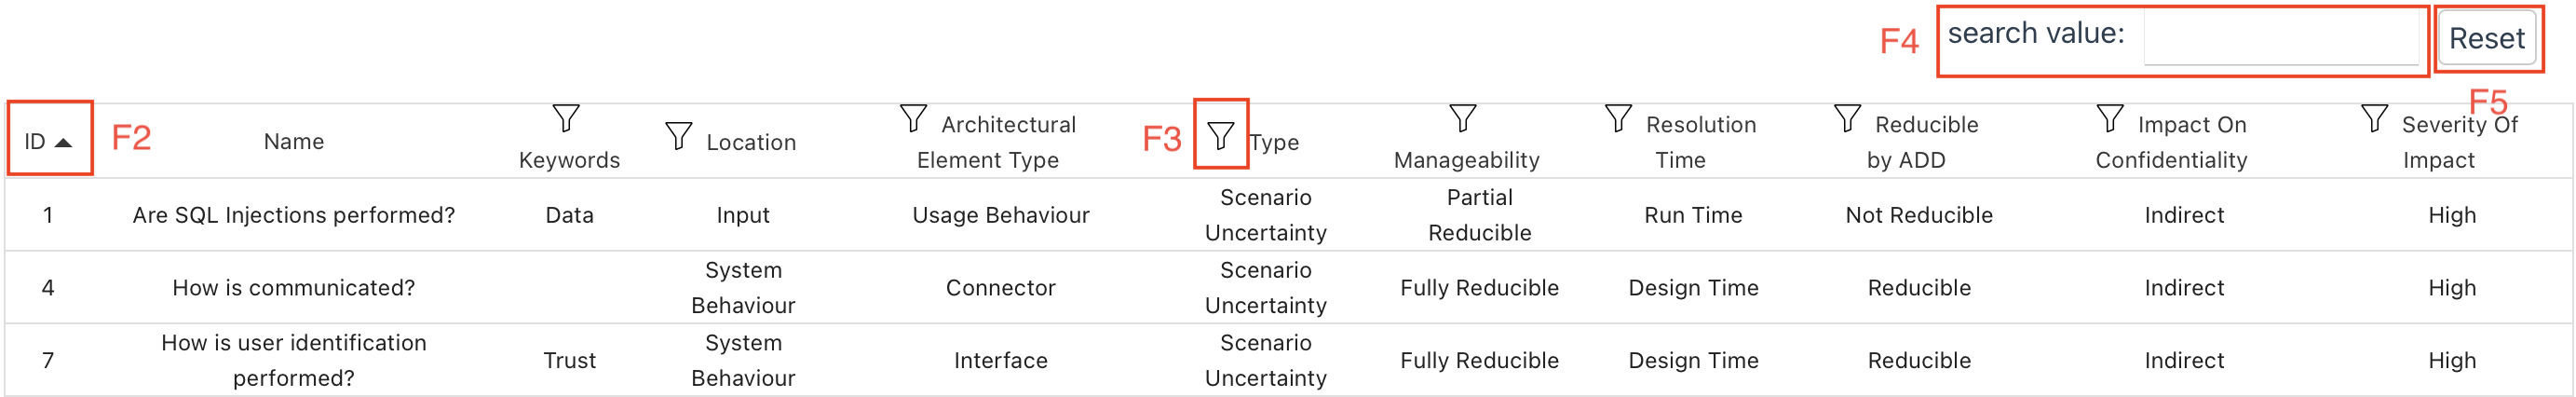 F4 search value: Reset
F5
ID F2 Name Keywords Location Architectural Element Type F3 Type Manageability Resolution Time Reducible by ADD Impact On Confidentiality Severity Of Impact
1 Are SQL Injections performed? Data Input Usage Behaviour Scenario Uncertainty Partial Reducible Run Time Not Reducible Indirect High
4 How is communicated? System Behaviour Connector Scenario Uncertainty Fully Reducible Design Time Reducible Indirect High
7 How is user identification performed? Trust System Behaviour Interface Scenario Uncertainty Fully Reducible Design Time Reducible Indirect High